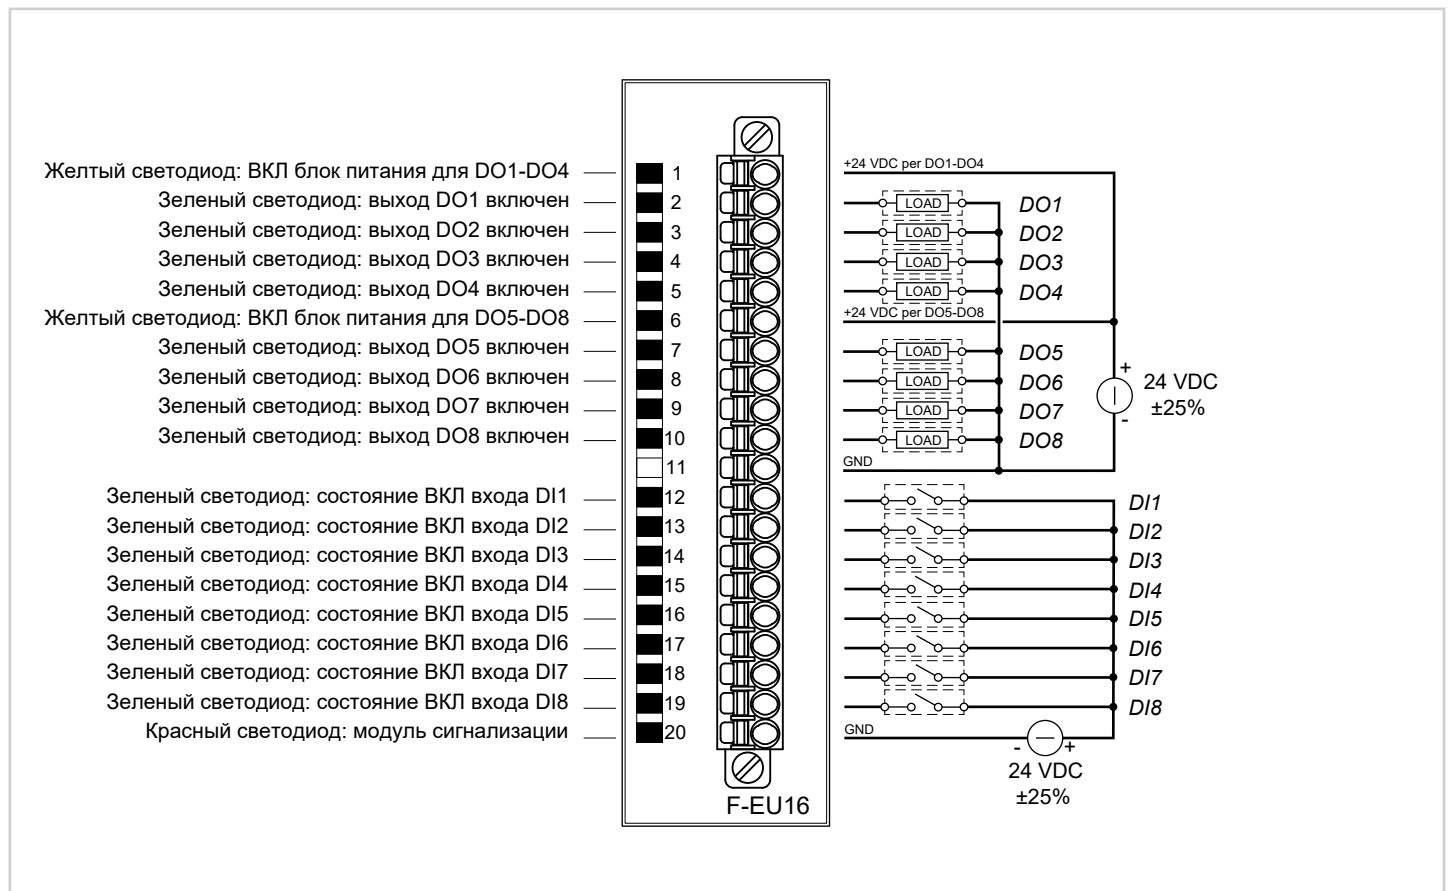 Желтый светодиод: ВКЛ блок питания для DO1-DO4
1
+24 VDC per DO1-DO4
Зеленый светодиод: выход DO1 включен
2
LOAD
DO1
Зеленый светодиод: выход DO2 включен
3
LOAD
DO2
Зеленый светодиод: выход DO3 включен
4
LOAD
DO3
Зеленый светодиод: выход DO4 включен
5
LOAD
DO4
Желтый светодиод: ВКЛ блок питания для DO5-DO8
6
+24 VDC per DO5-DO8
Зеленый светодиод: выход DO5 включен
7
LOAD
DO5
Зеленый светодиод: выход DO6 включен
8
LOAD
DO6
Зеленый светодиод: выход DO7 включен
9
LOAD
DO7
Зеленый светодиод: выход DO8 включен
10
LOAD
DO8
+
24 VDC
±25%
-
11
GND
Зеленый светодиод: состояние ВКЛ входа DI1
12
DI1
Зеленый светодиод: состояние ВКЛ входа DI2
13
DI2
Зеленый светодиод: состояние ВКЛ входа DI3
14
DI3
Зеленый светодиод: состояние ВКЛ входа DI4
15
DI4
Зеленый светодиод: состояние ВКЛ входа DI5
16
DI5
Зеленый светодиод: состояние ВКЛ входа DI6
17
DI6
Зеленый светодиод: состояние ВКЛ входа DI7
18
DI7
Зеленый светодиод: состояние ВКЛ входа DI8
19
DI8
Красный светодиод: модуль сигнализации
20
GND
- +
24 VDC
±25%
F-EU16